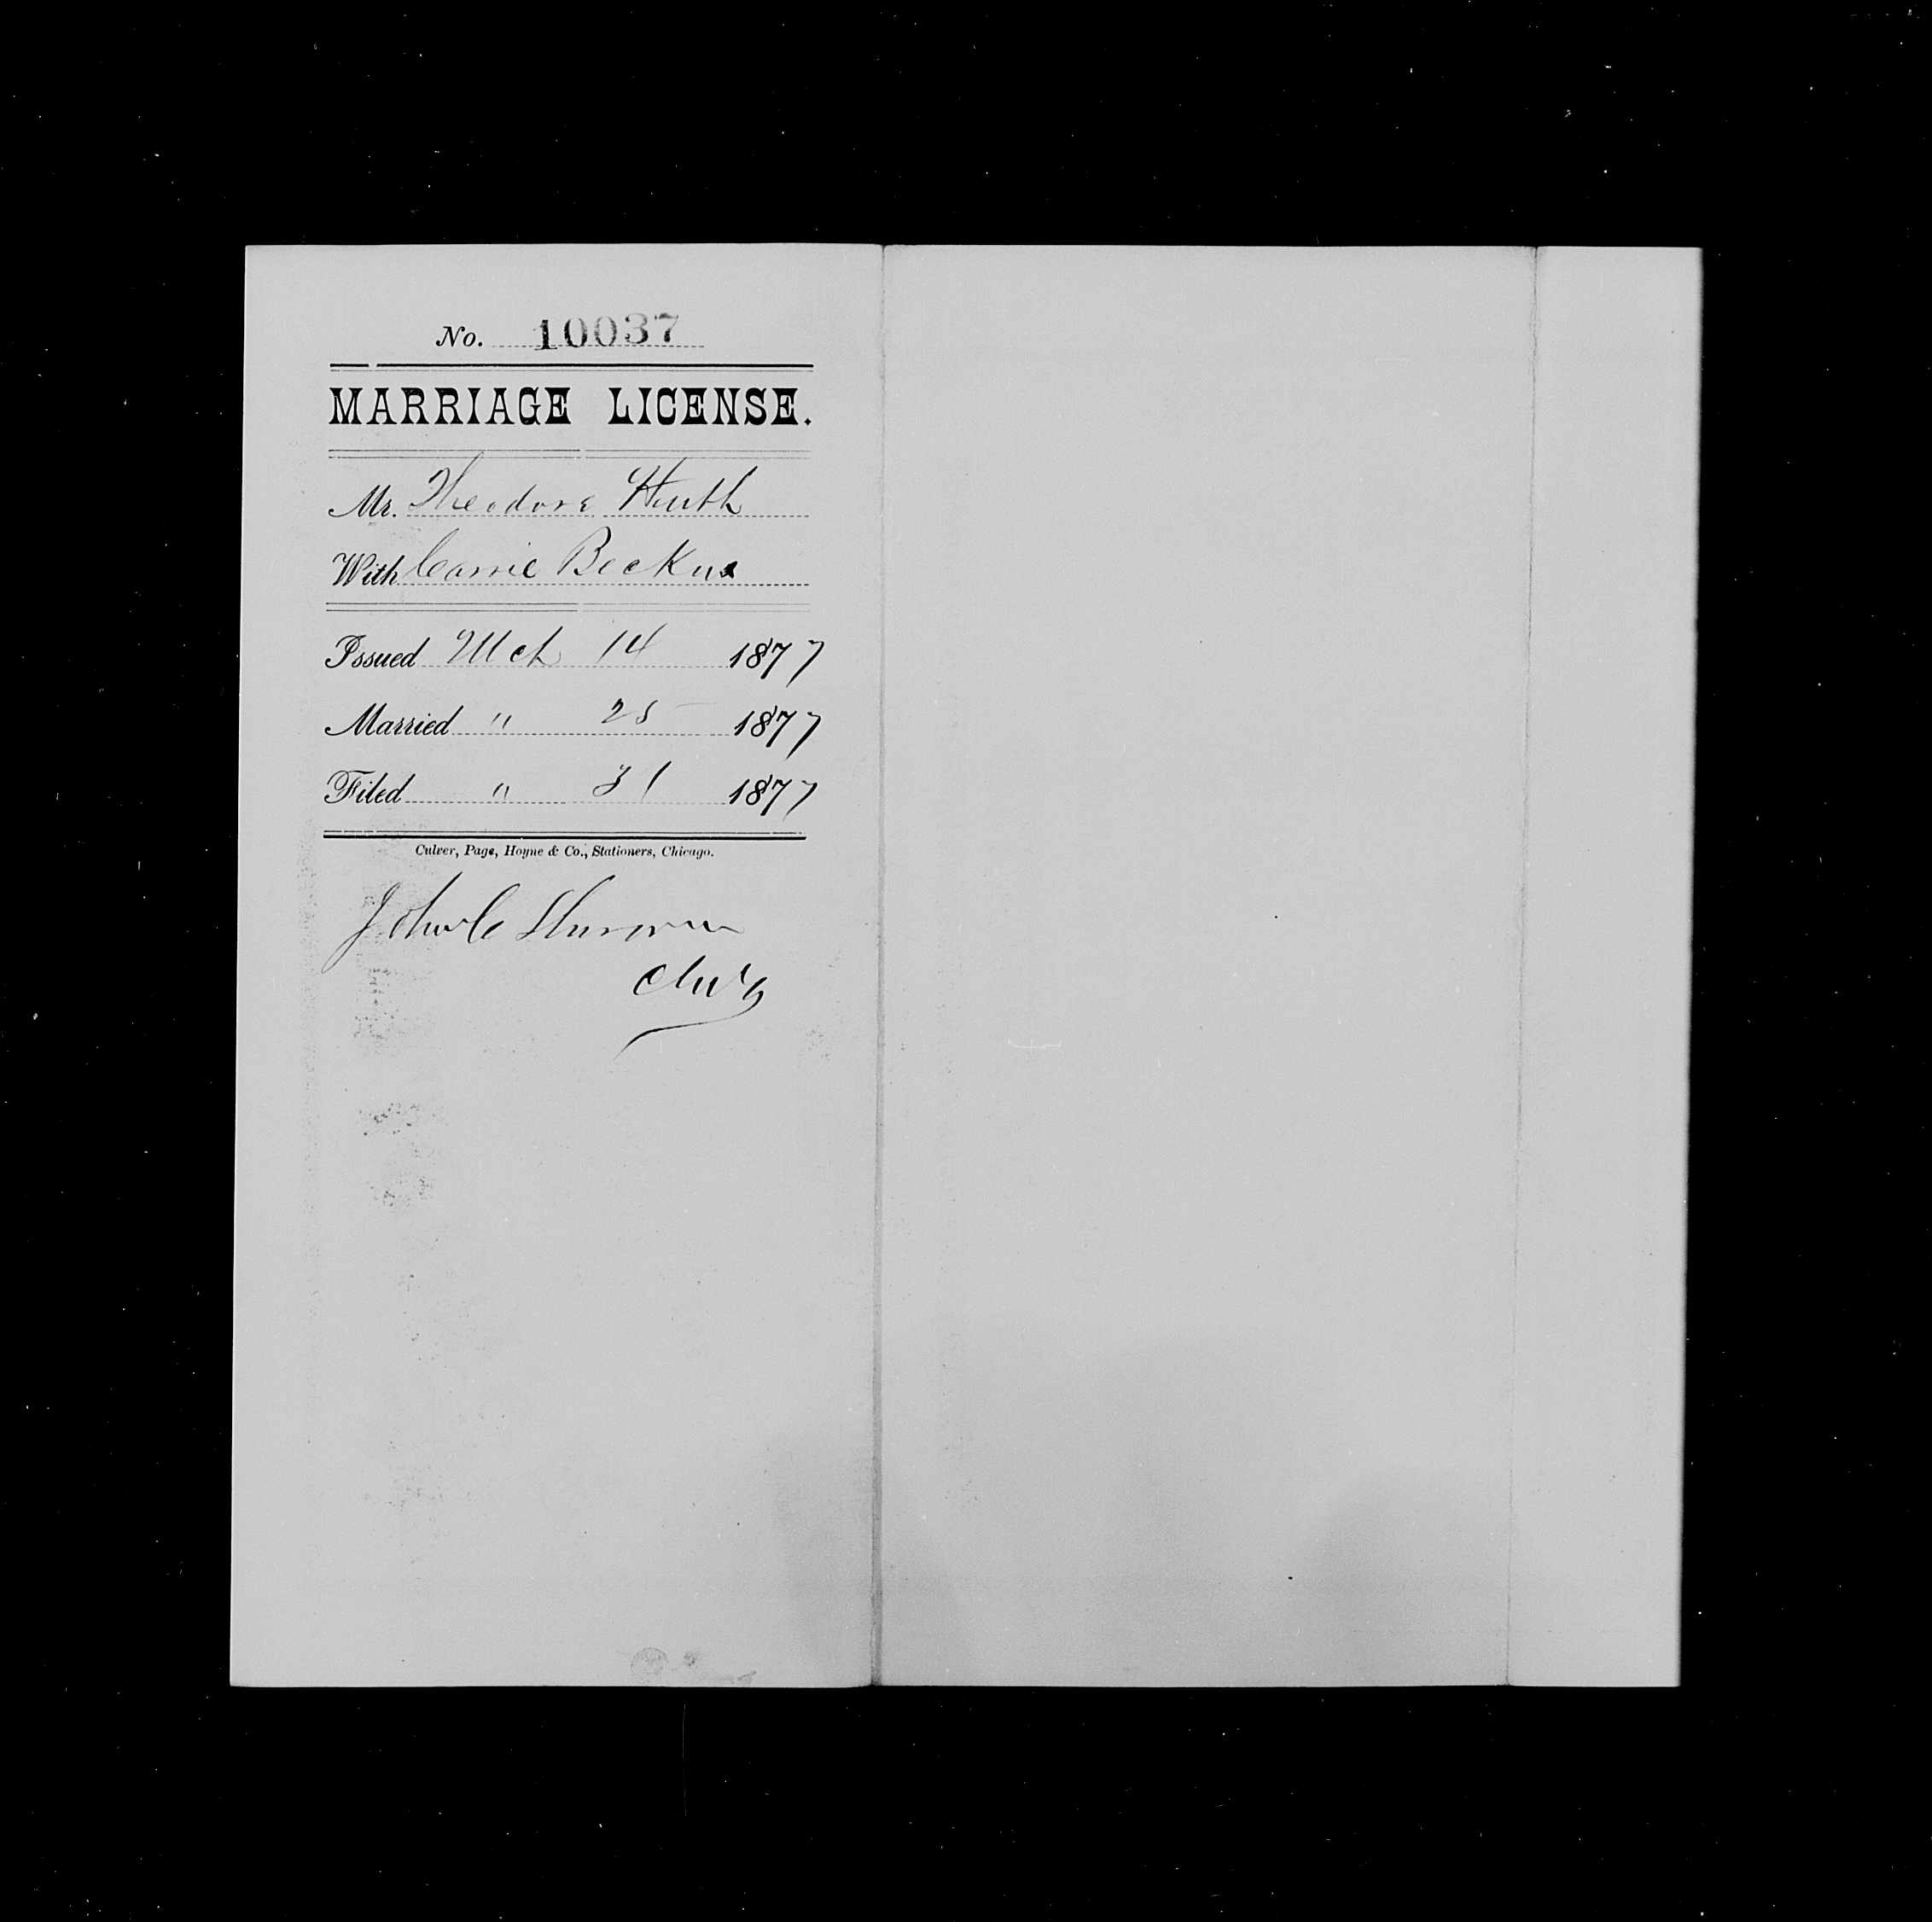 No. 10037
MARRIAGE LICENSE.
Mr. Theodore Huth
With Carrie Beckus
Issued Mch 14 1877
Married " 25 1877
Filed " 31 1877
Culver, Page, Hoyne & Co., Stationers, Chicago.
John C